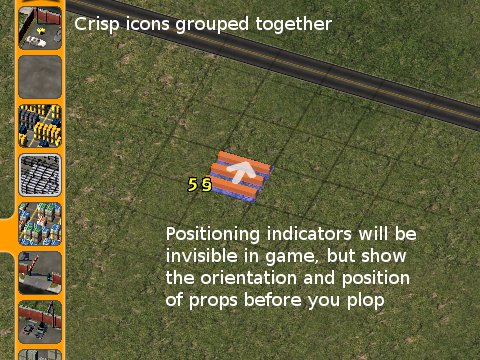 Crisp icons grouped together
5§
Positioning indicators will be
invisible in game, but show
the orientation and position
of props before you plop